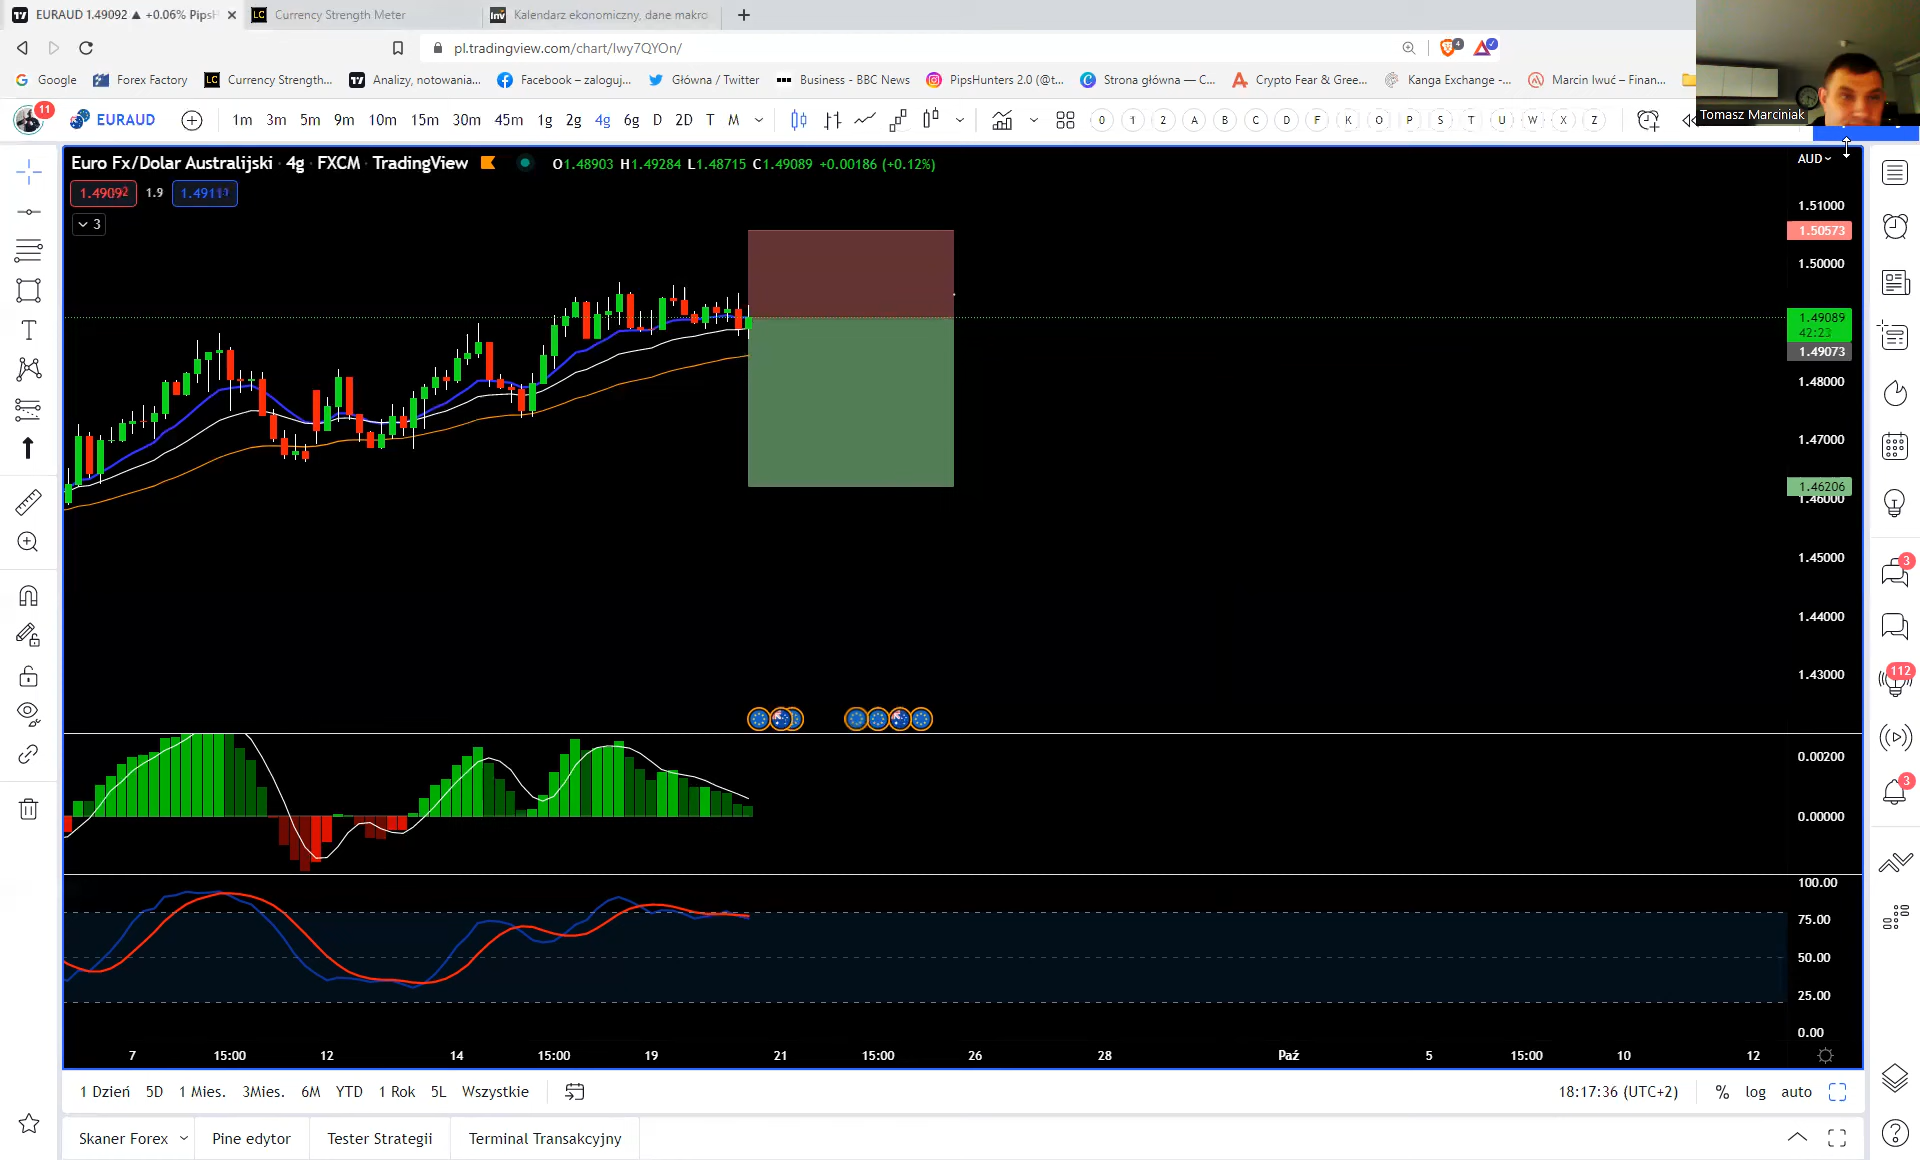 EURAUD 1.49092 ▲ +0.06% PipsH
Currency Strength Meter
Kalendarz ekonomiczny, dane makro
pl.tradingview.com/chart/Iwy7QYOn/
Google
Forex Factory
Currency Strength...
Analizy, notowania...
Facebook – zaloguj...
Główna / Twitter
Business - BBC News
PipsHunters 2.0 (@t...
Strona główna — C...
Crypto Fear & Gree...
Kanga Exchange -...
Marcin Iwuć – Finan...
Tomasz Marciniak
11
EURAUD
1m 3m 5m 9m 10m 15m 30m 45m 1g 2g 4g 6g D 2D T M
0 1 2 A B C D F K O P S T U W X Z
Euro Fx/Dolar Australijski · 4g · FXCM · TradingView
O1.48903 H1.49284 L1.48715 C1.49089 +0.00186 (+0.12%)
AUD
1.49092 1.9 1.49111
3
1.51000
1.50573
1.50000
1.49089
42:23
1.49073
1.48000
1.47000
1.46206
1.46000
1.45000
1.44000
1.43000
0.00200
0.00000
100.00
75.00
50.00
25.00
0.00
7 15:00 12 14 15:00 19 21 15:00 26 28 Paź 5 15:00 10 12
1 Dzień 5D 1 Mies. 3Mies. 6M YTD 1 Rok 5L Wszystkie
18:17:36 (UTC+2) % log auto
Skaner Forex
Pine edytor
Tester Strategii
Terminal Transakcyjny
3
112
3